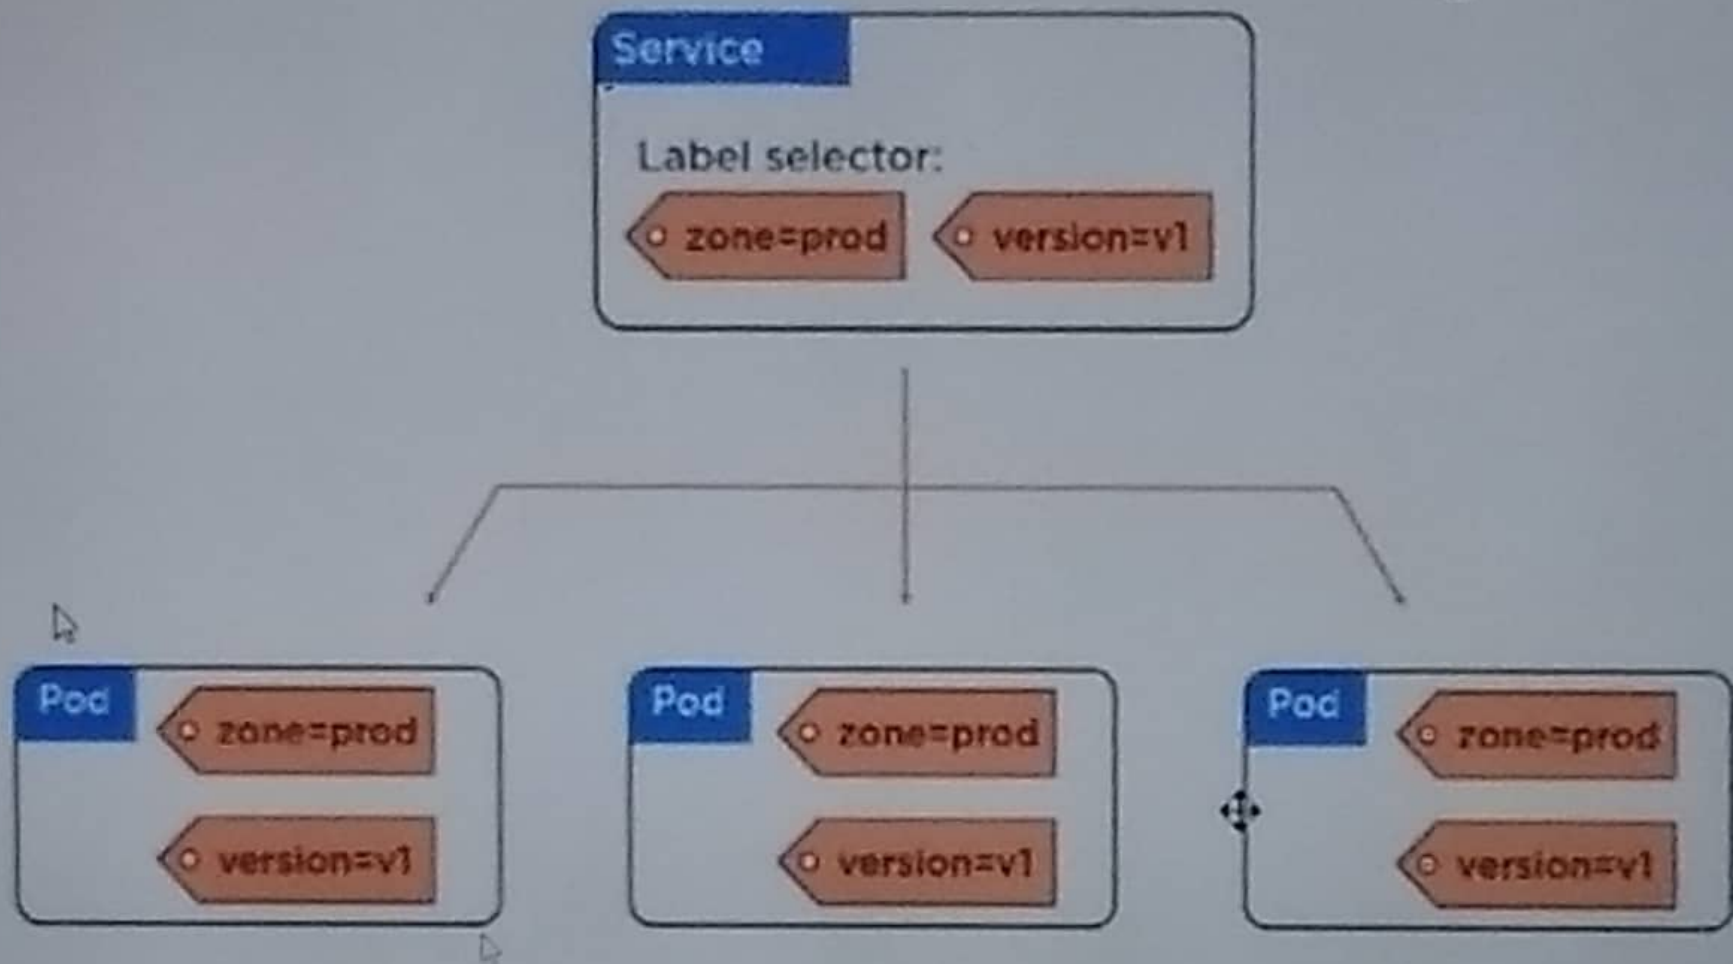 Service
Label selector:
zone=prod version=v1
Pod zone=prod
version=v1
Pod zone=prod
version=v1
Pod zone=prod
version=v1